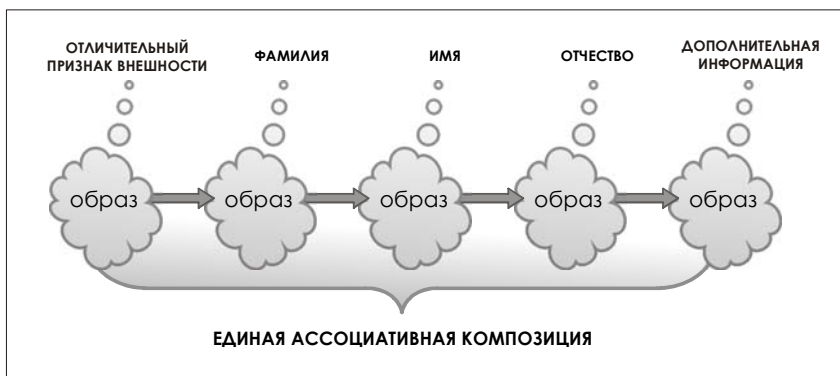 ОТЛИЧИТЕЛЬНЫЙ
ПРИЗНАК ВНЕШНОСТИ
ФАМИЛИЯ
ИМЯ
ОТЧЕСТВО
ДОПОЛНИТЕЛЬНАЯ
ИНФОРМАЦИЯ
образ
образ
образ
образ
образ
ЕДИНАЯ АССОЦИАТИВНАЯ КОМПОЗИЦИЯ